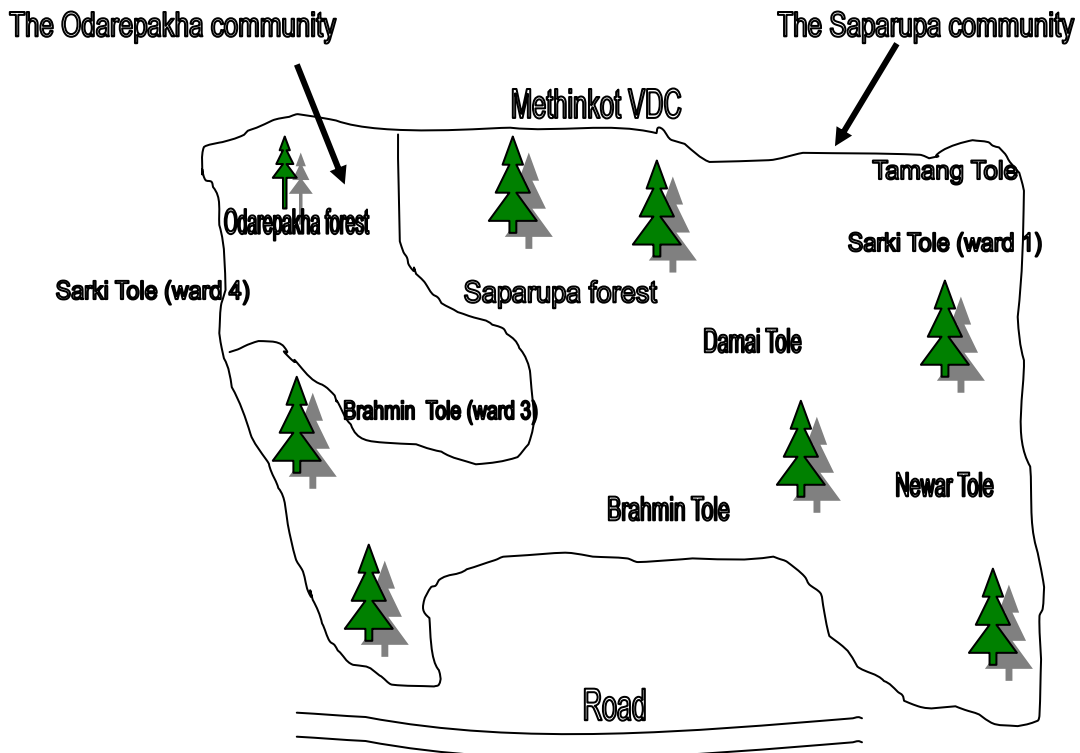 The Odarepakha community
The Saparupa community
Methinkot VDC
Tamang Tole
Odarepakha forest
Sarki Tole (ward 1)
Sarki Tole (ward 4)
Saparupa forest
Damai Tole
Brahmin Tole (ward 3)
Newar Tole
Brahmin Tole
Road